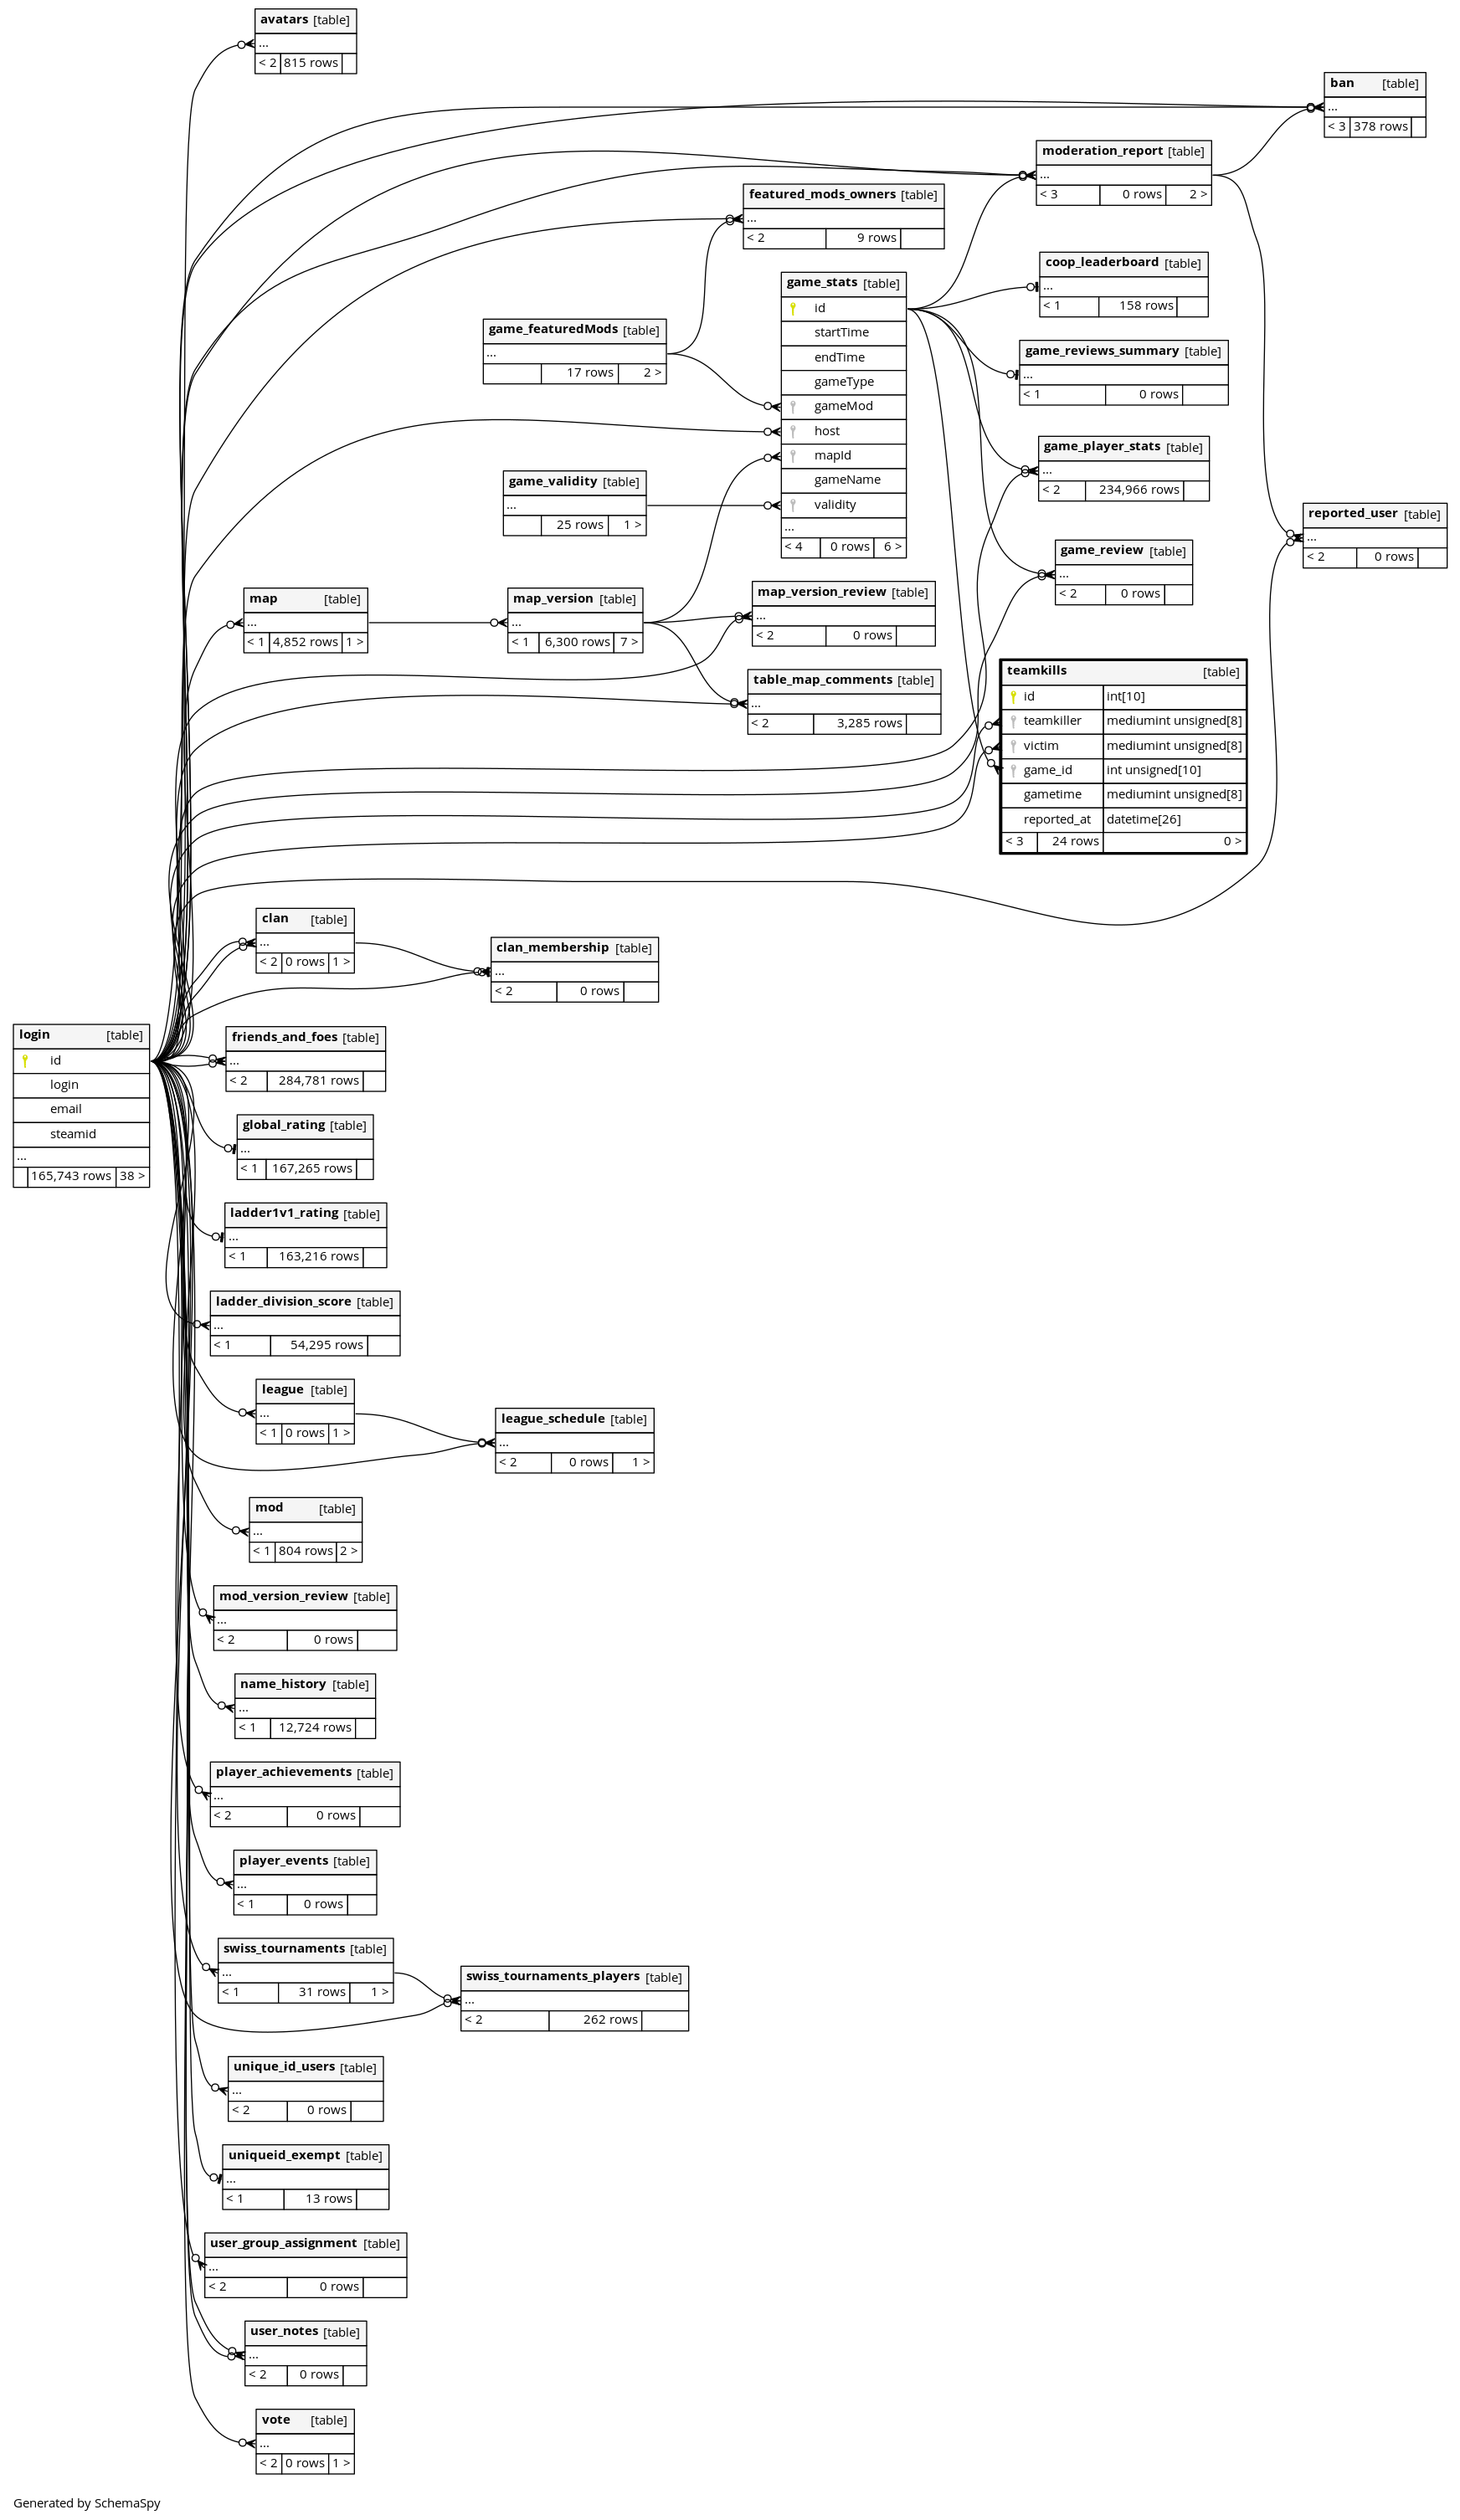 avatars [table]
...
< 2 815 rows
ban [table]
...
< 3 378 rows
moderation_report [table]
...
< 3 0 rows 2 >
featured_mods_owners [table]
...
< 2 9 rows
coop_leaderboard [table]
...
< 1 158 rows
game_stats [table]
id
startTime
endTime
gameType
gameMod
host
mapId
gameName
validity
...
< 4 0 rows 6 >
game_featuredMods [table]
...
17 rows 2 >
game_reviews_summary [table]
...
< 1 0 rows
game_player_stats [table]
...
< 2 234,966 rows
game_validity [table]
...
25 rows 1 >
reported_user [table]
...
< 2 0 rows
game_review [table]
...
< 2 0 rows
map [table]
...
< 1 4,852 rows 1 >
map_version [table]
...
< 1 6,300 rows 7 >
map_version_review [table]
...
< 2 0 rows
table_map_comments [table]
...
< 2 3,285 rows
teamkills [table]
id int[10]
teamkiller mediumint unsigned[8]
victim mediumint unsigned[8]
game_id int unsigned[10]
gametime mediumint unsigned[8]
reported_at datetime[26]
< 3 24 rows 0 >
clan [table]
...
< 2 0 rows 1 >
clan_membership [table]
...
< 2 0 rows
login [table]
id
login
email
steamid
...
165,743 rows 38 >
friends_and_foes [table]
...
< 2 284,781 rows
global_rating [table]
...
< 1 167,265 rows
ladder1v1_rating [table]
...
< 1 163,216 rows
ladder_division_score [table]
...
< 1 54,295 rows
league [table]
...
< 1 0 rows 1 >
league_schedule [table]
...
< 2 0 rows 1 >
mod [table]
...
< 1 804 rows 2 >
mod_version_review [table]
...
< 2 0 rows
name_history [table]
...
< 1 12,724 rows
player_achievements [table]
...
< 2 0 rows
player_events [table]
...
< 1 0 rows
swiss_tournaments [table]
...
< 1 31 rows 1 >
swiss_tournaments_players [table]
...
< 2 262 rows
unique_id_users [table]
...
< 2 0 rows
uniqueid_exempt [table]
...
< 1 13 rows
user_group_assignment [table]
...
< 2 0 rows
user_notes [table]
...
< 2 0 rows
vote [table]
...
< 2 0 rows 1 >
Generated by SchemaSpy